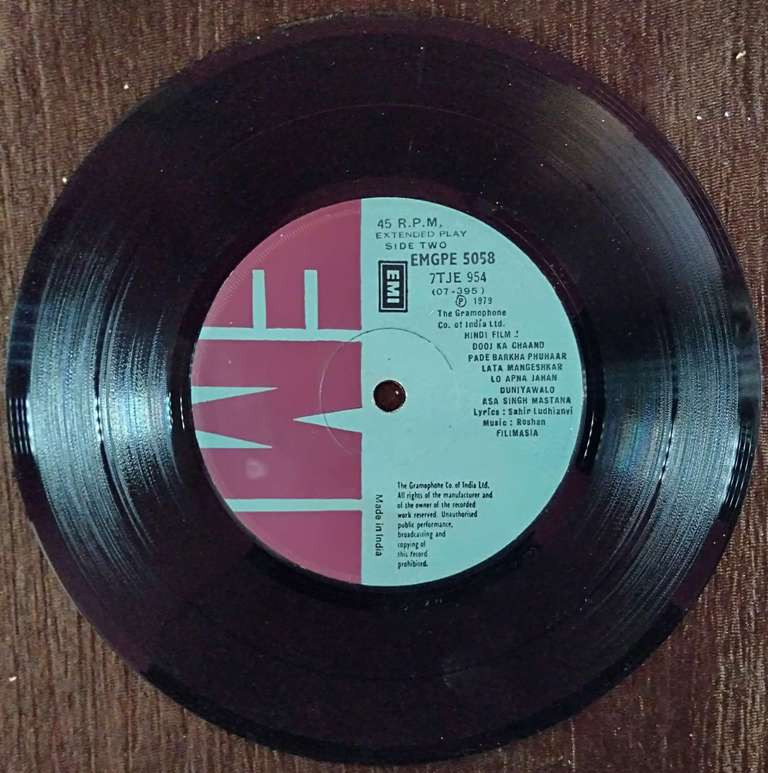 45 R.P.M.
EXTENDED PLAY
SIDE TWO
EMGPE 5058
EMI
7TJE 954
(07-395)
Ⓟ 1979
The Gramophone
Co. of India Ltd.
HINDI FILM :
DOOJ KA CHAAND
PADE BARKHA PHUHAAR
LATA MANGESHKAR
LO APNA JAHAN
DUNIYAWALO
ASA SINGH MASTANA
Lyrics : Sahir Ludhianvi
Music : Roshan
FILIMASIA
The Gramophone Co. of India Ltd.
All rights of the manufacturer and
of the owner of the recorded
work reserved. Unauthorised
public performance,
broadcasting and
copying of
this record
prohibited.
Made in India
EMI